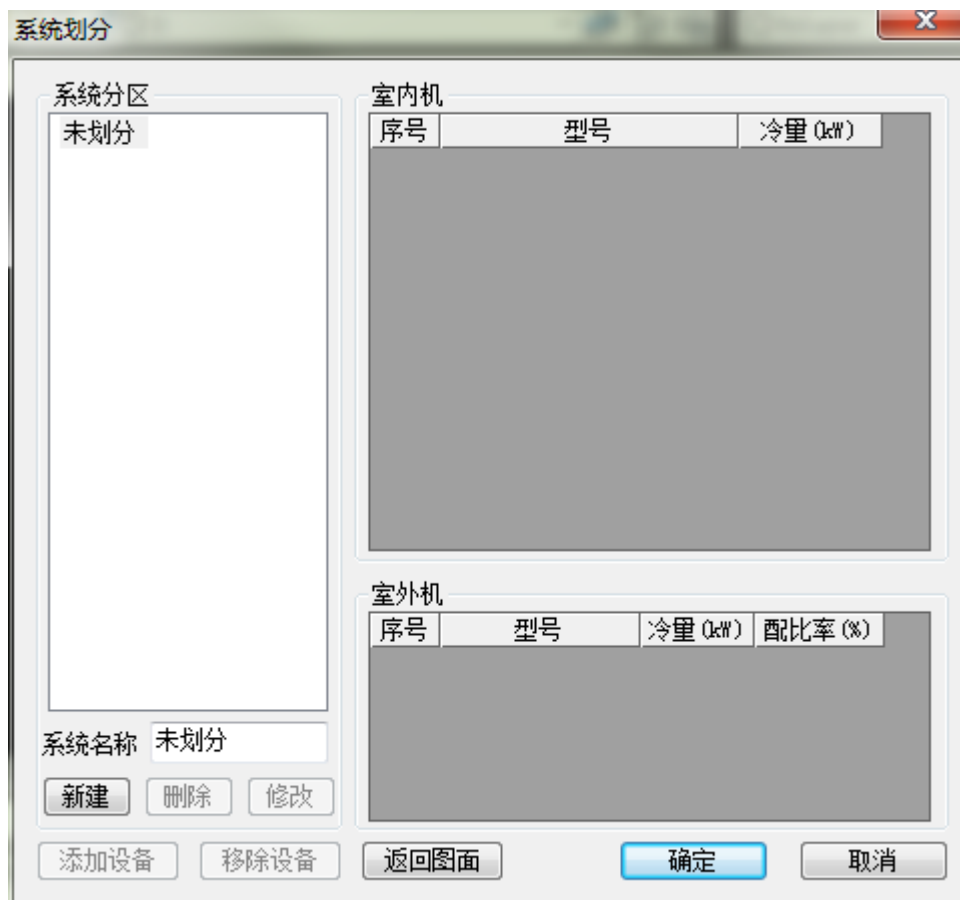 系统划分
系统分区
未划分
系统名称 未划分
新建 删除 修改
添加设备 移除设备
室内机
序号 型号 冷量(kW)
室外机
序号 型号 冷量(kW) 配比率(%)
返回图面 确定 取消